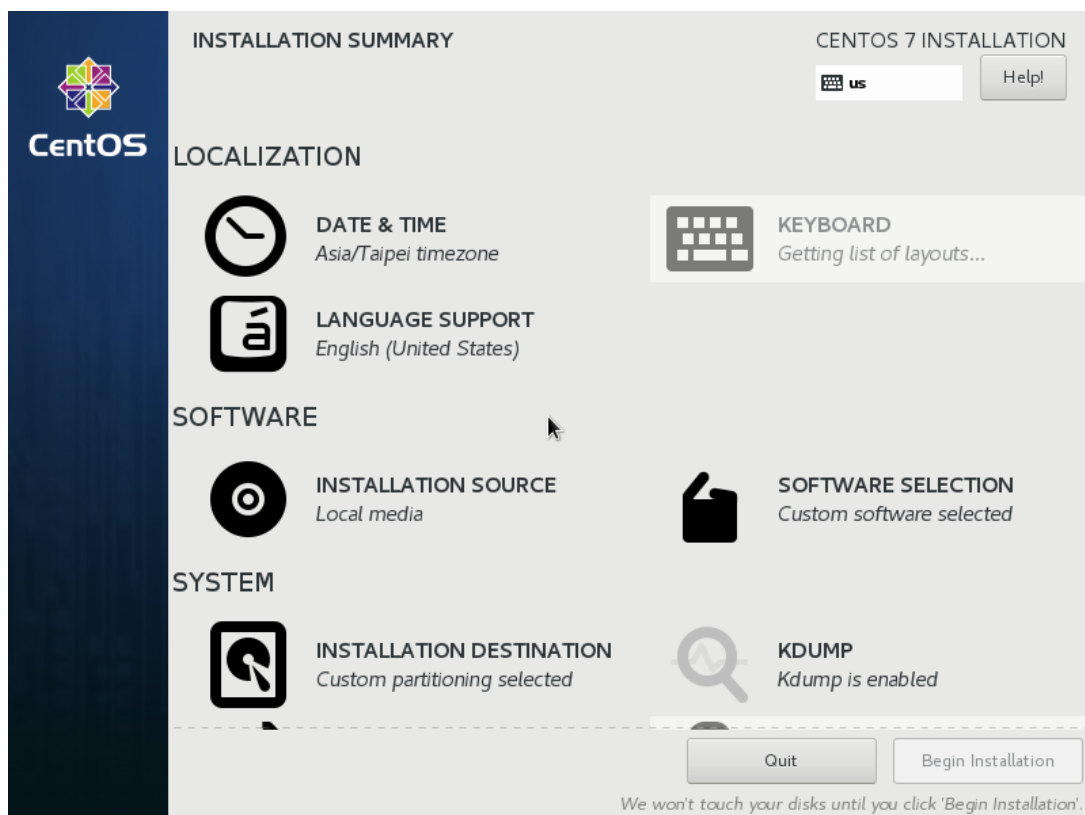 INSTALLATION SUMMARY
CENTOS 7 INSTALLATION
us
Help!
CentOS
LOCALIZATION
DATE & TIME
Asia/Taipei timezone
KEYBOARD
Getting list of layouts...
á
LANGUAGE SUPPORT
English (United States)
SOFTWARE
INSTALLATION SOURCE
Local media
SOFTWARE SELECTION
Custom software selected
SYSTEM
INSTALLATION DESTINATION
Custom partitioning selected
KDUMP
Kdump is enabled
Quit
Begin Installation
We won't touch your disks until you click 'Begin Installation'.